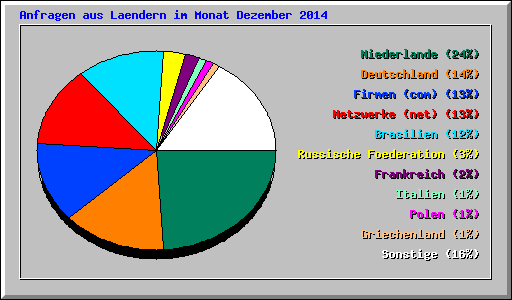 Anfragen aus Laendern im Monat Dezember 2014
Niederlande (24%)
Deutschland (14%)
Firmen (com) (13%)
Netzwerke (net) (13%)
Brasilien (12%)
Russische Foederation (3%)
Frankreich (2%)
Italien (1%)
Polen (1%)
Griechenland (1%)
Sonstige (16%)